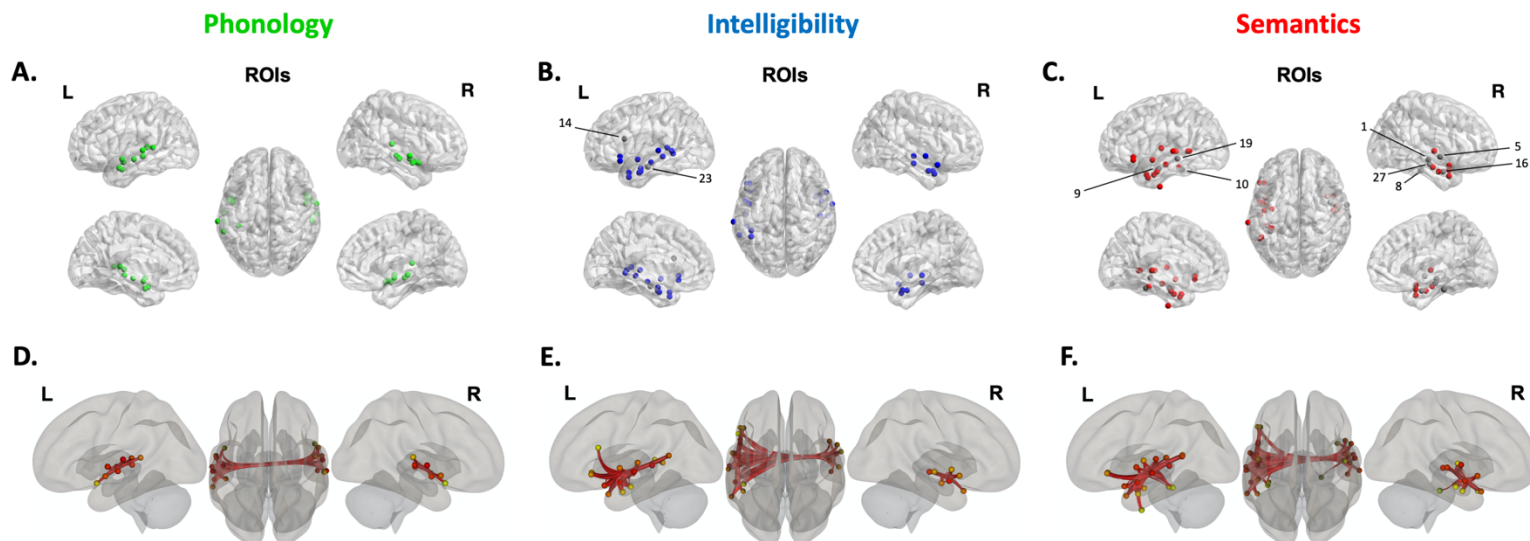 Phonology
Intelligibility
Semantics
A.
ROIs
L
R
B.
ROIs
L
R
14
23
C.
ROIs
L
R
19
9
10
1
5
27
16
8
D.
L
R
E.
L
R
F.
L
R